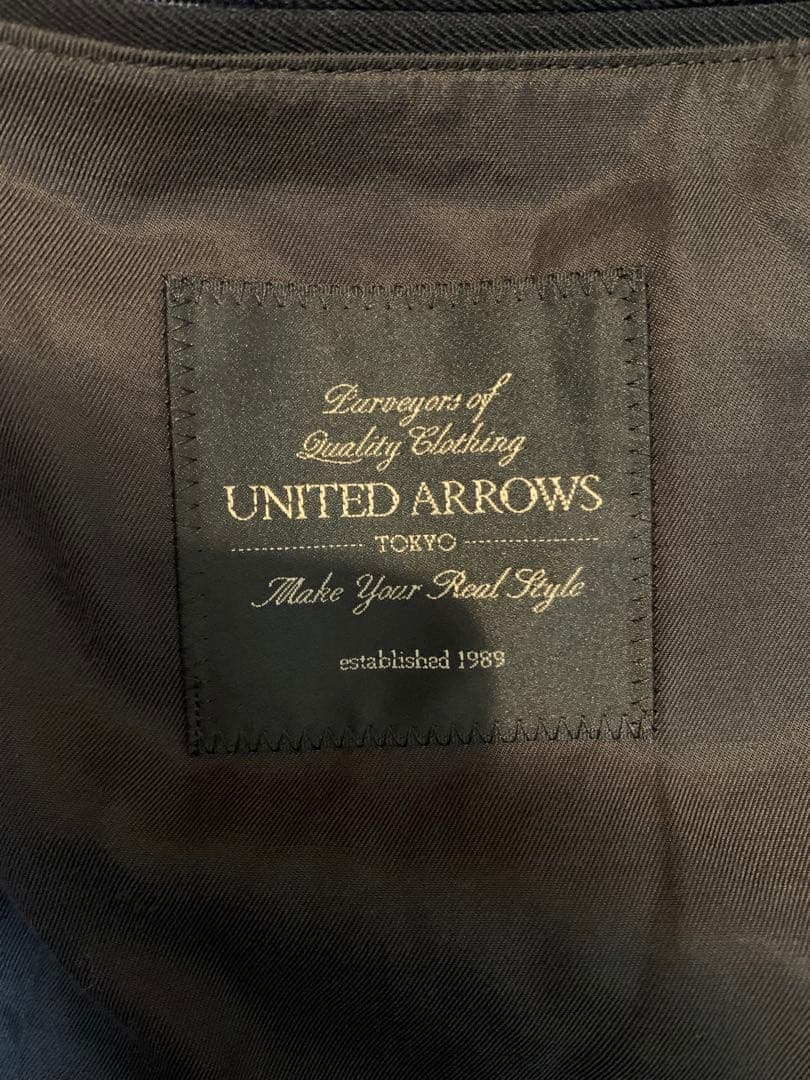 Purveyors of
Quality Clothing
UNITED ARROWS
TOKYO
Make Your Real Style
established 1989